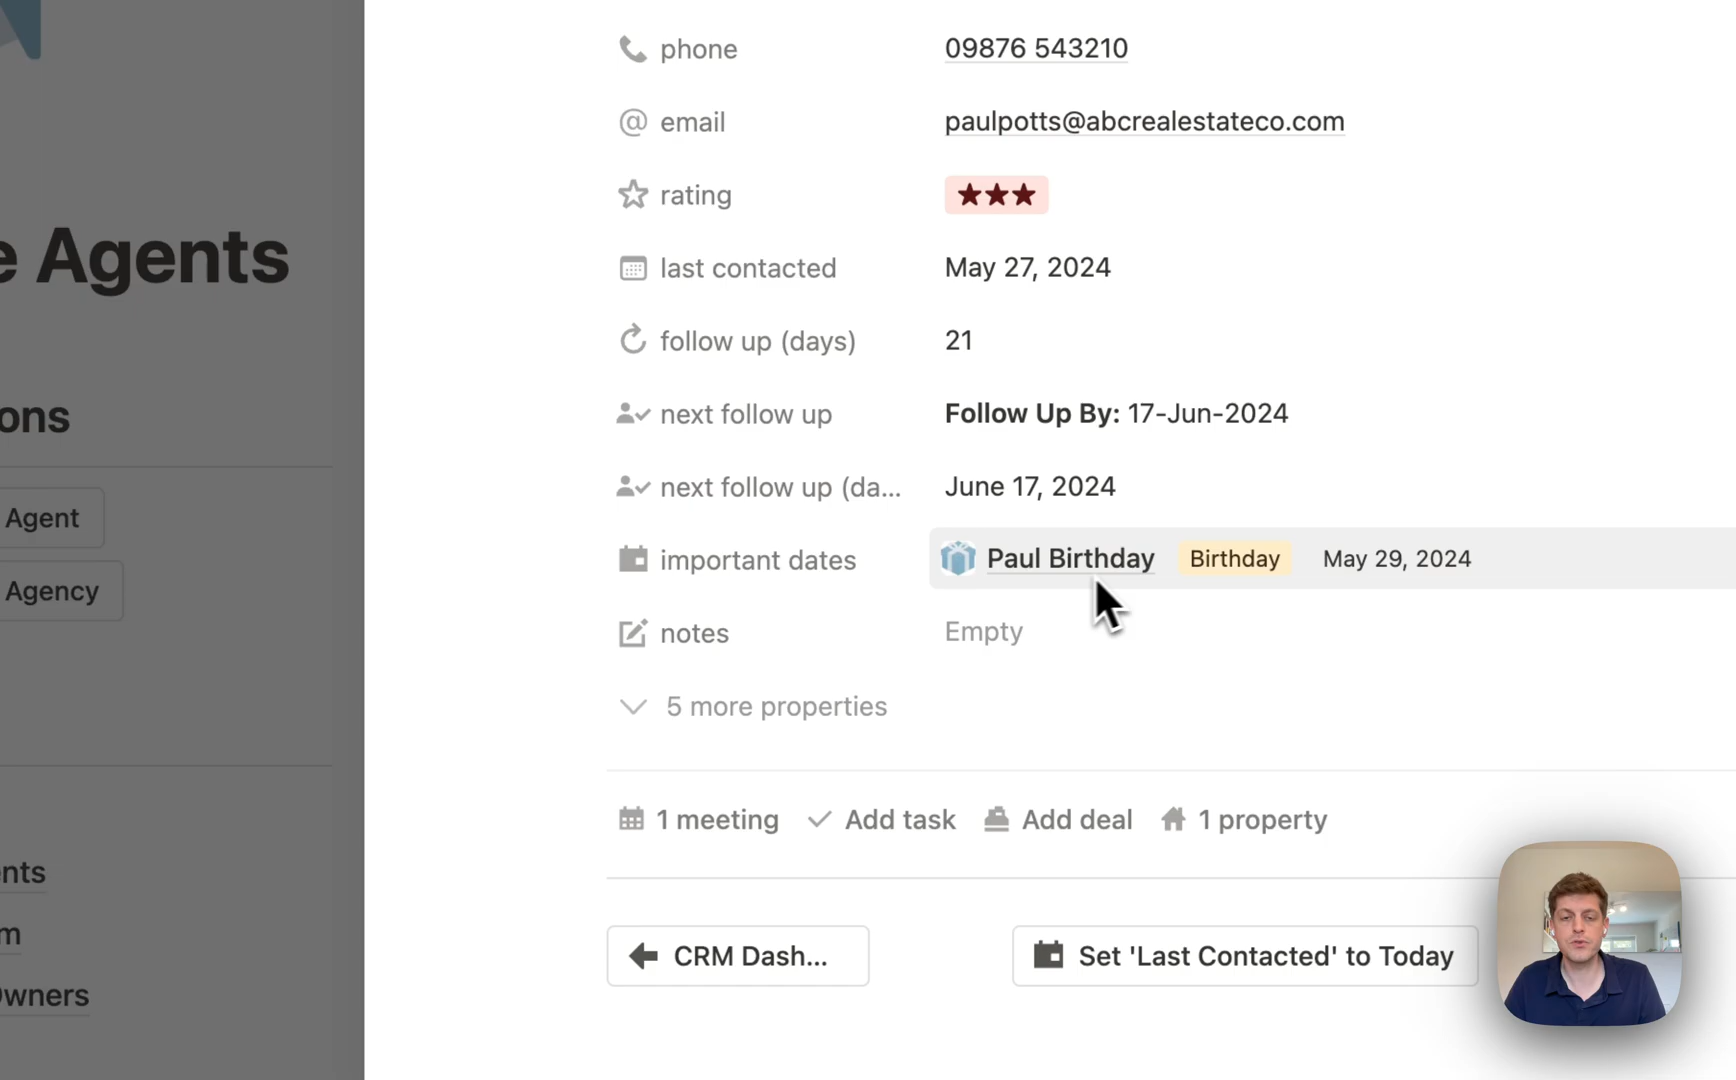 phone 09876 543210
@ email paulpotts@abcrealestateco.com
rating ★★★
e Agents
last contacted May 27, 2024
follow up (days) 21
ons
next follow up Follow Up By: 17-Jun-2024
next follow up (da... June 17, 2024
Agent
important dates Paul Birthday Birthday May 29, 2024
Agency
notes Empty
5 more properties
1 meeting Add task Add deal 1 property
ents
m
CRM Dash... Set 'Last Contacted' to Today
Owners